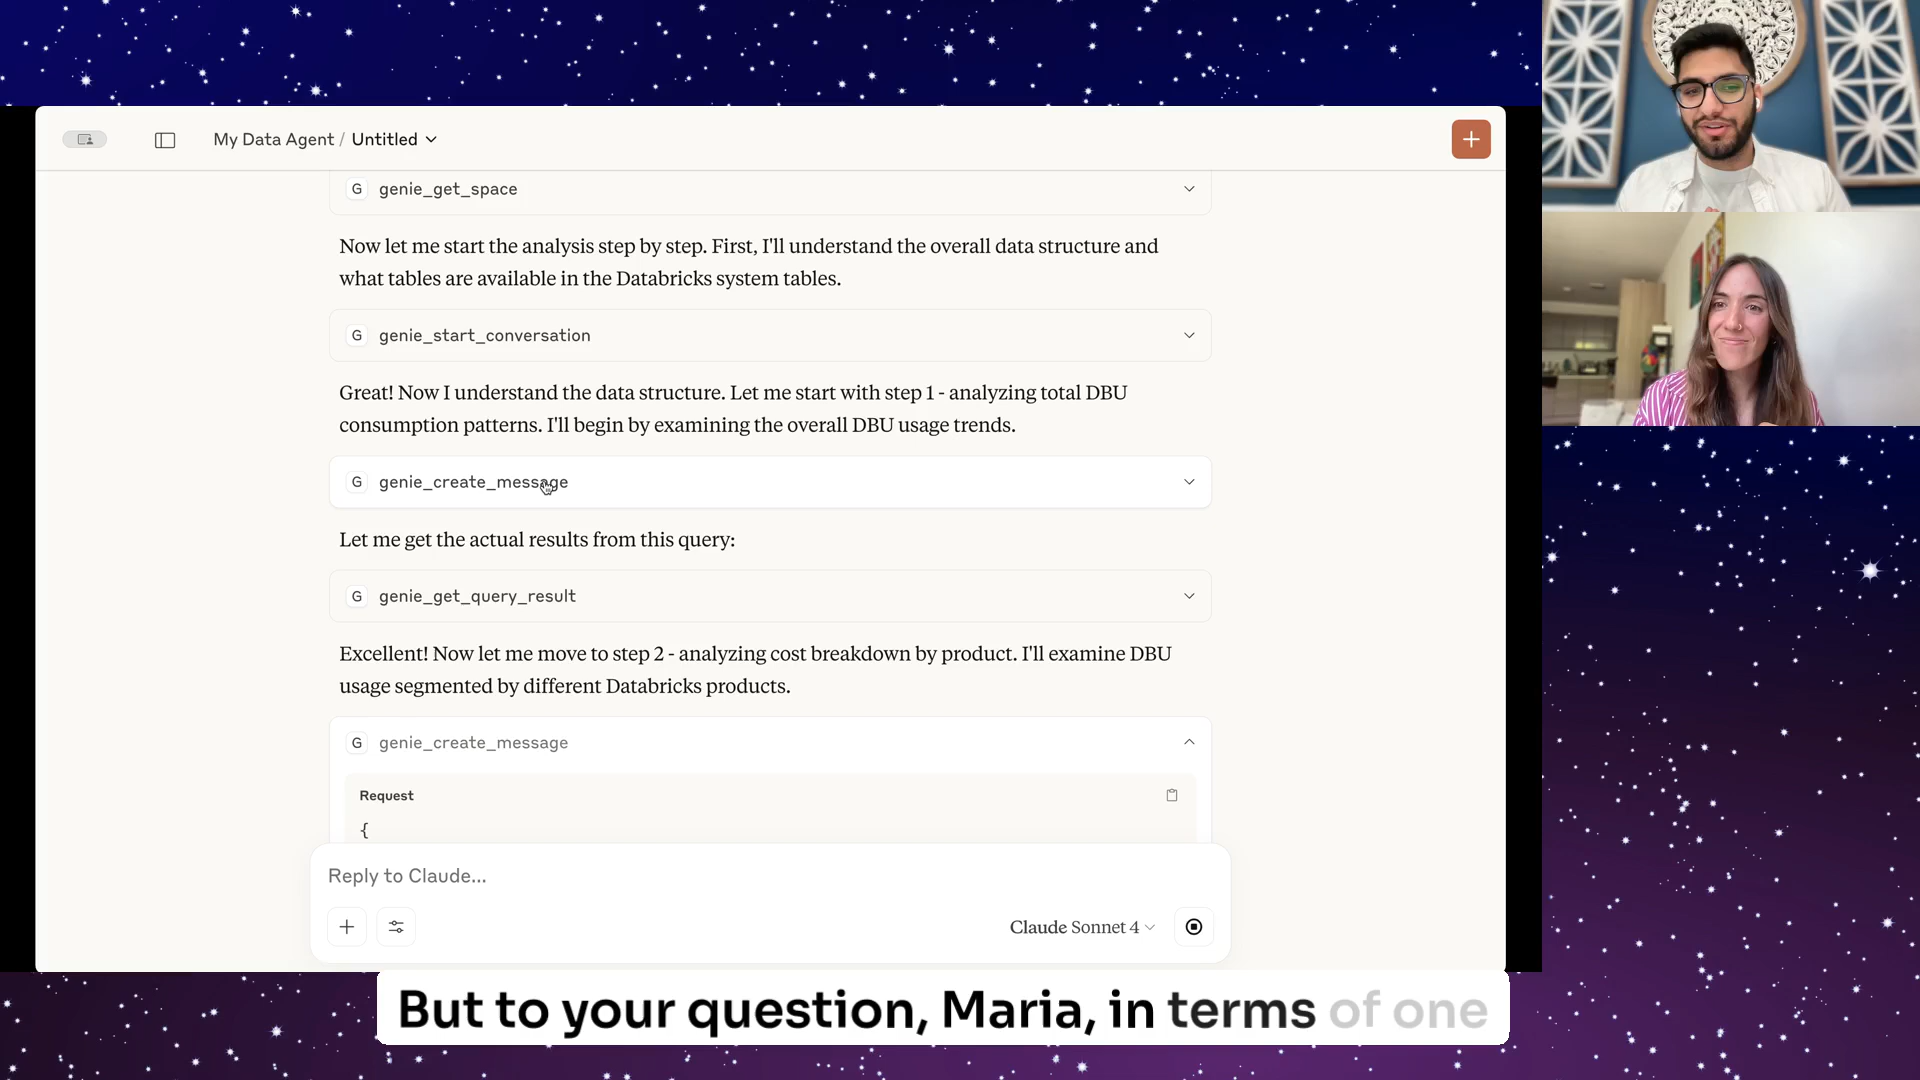 My Data Agent / Untitled
G genie_get_space
Now let me start the analysis step by step. First, I'll understand the overall data structure and
what tables are available in the Databricks system tables.
G genie_start_conversation
Great! Now I understand the data structure. Let me start with step 1 - analyzing total DBU
consumption patterns. I'll begin by examining the overall DBU usage trends.
G genie_create_message
Let me get the actual results from this query:
G genie_get_query_result
Excellent! Now let me move to step 2 - analyzing cost breakdown by product. I'll examine DBU
usage segmented by different Databricks products.
G genie_create_message
Request
{
Reply to Claude...
Claude Sonnet 4
But to your question, Maria, in terms of one